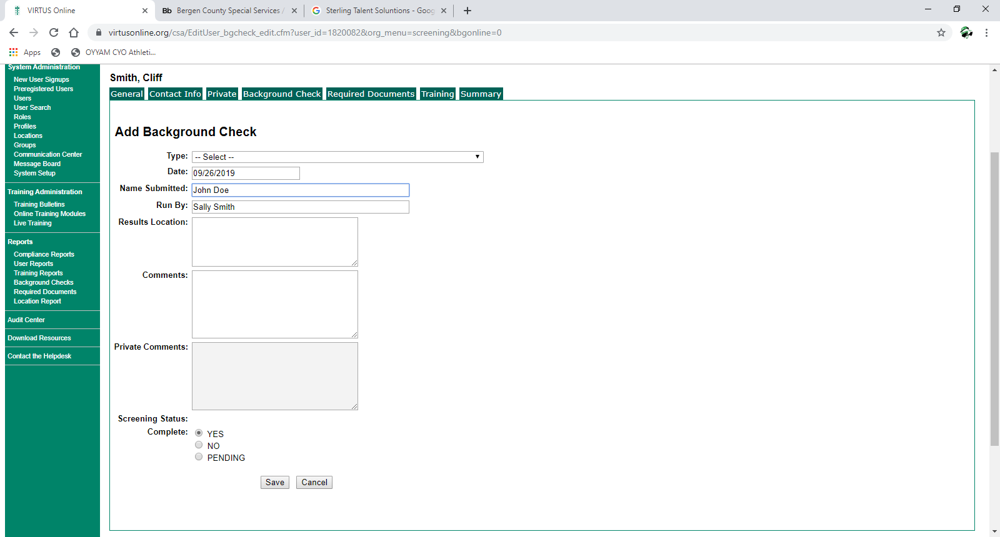 VIRTUS Online
Bb Bergen County Special Services /
Sterling Talent Soluntions - Goog
virtusonline.org/csa/EditUser_bgcheck_edit.cfm?user_id=1820082&org_menu=screening&bgonline=0
Apps
OYYAM CYO Athleti...
System Administration
New User Signups
Preregistered Users
Users
User Search
Roles
Profiles
Locations
Groups
Communication Center
Message Board
System Setup
Training Administration
Training Bulletins
Online Training Modules
Live Training
Reports
Compliance Reports
User Reports
Training Reports
Background Checks
Required Documents
Location Report
Audit Center
Download Resources
Contact the Helpdesk
Smith, Cliff
General Contact Info Private Background Check Required Documents Training Summary
Add Background Check
Type: -- Select --
Date: 09/26/2019
Name Submitted: John Doe
Run By: Sally Smith
Results Location:
Comments:
Private Comments:
Screening Status:
Complete: YES
NO
PENDING
Save Cancel